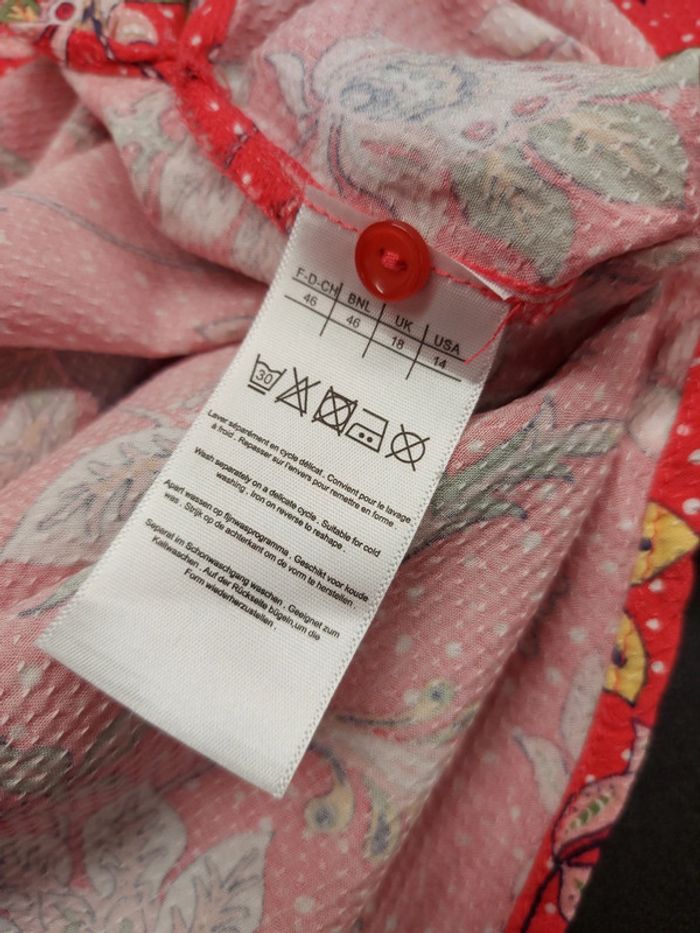 F-D-CH BNL UK USA
46 46 18 14
30
Laver séparément en cycle délicat . Convient pour le lavage
à froid . Repasser sur l'envers pour remettre en forme .
Wash separately on a delicate cycle . Suitable for cold
washing . Iron on reverse to reshape .
Apart wassen op fijnwasprogramma . Geschikt voor koude
was . Strijk op de achterkant om de vorm te herstellen .
Separat im Schonwaschgang waschen . Geeignet zum
Kaltwaschen . Auf der Rückseite bügeln,um die
Form wiederherzustellen .